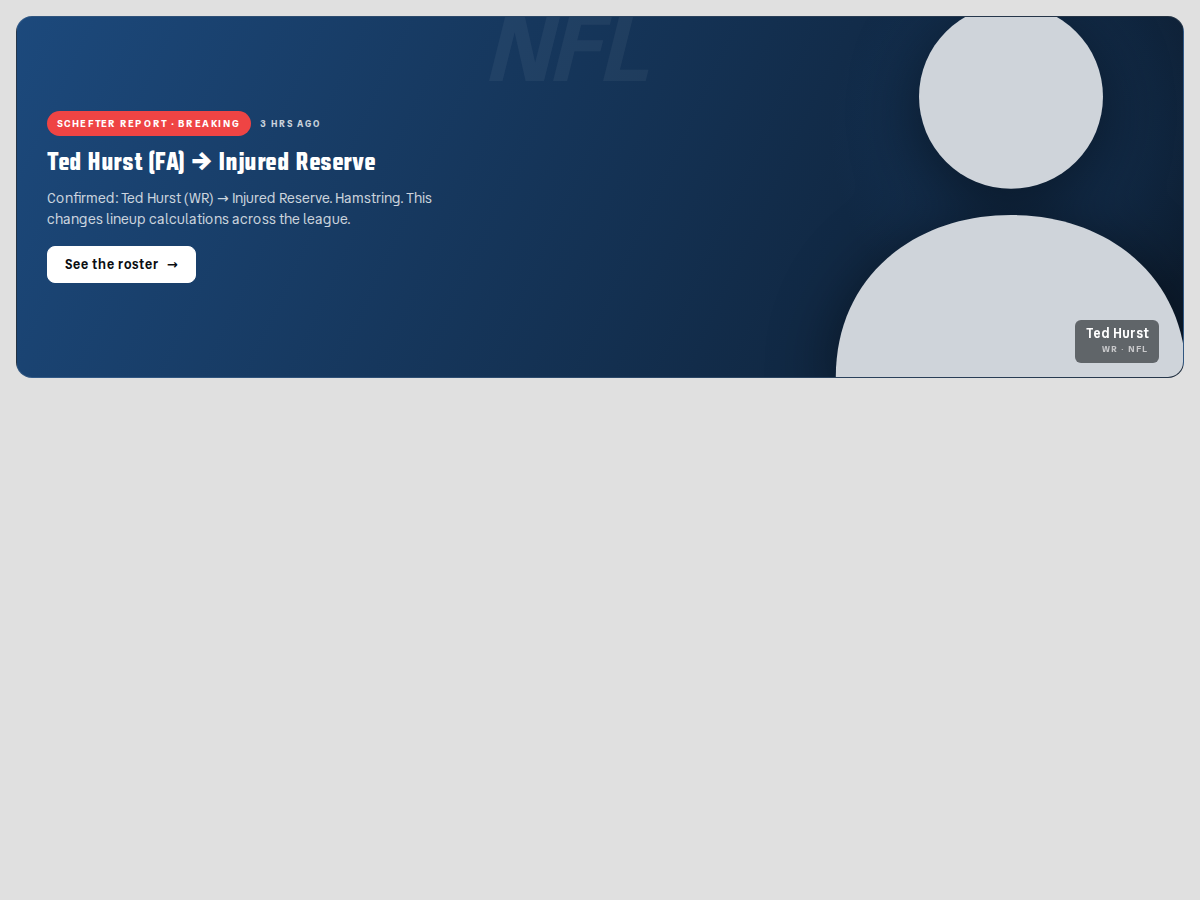 NFL
SCHEFTER REPORT · BREAKING 3 HRS AGO
Ted Hurst (FA) → Injured Reserve
Confirmed: Ted Hurst (WR) → Injured Reserve. Hamstring. This
changes lineup calculations across the league.
See the roster →
Ted Hurst
WR · NFL